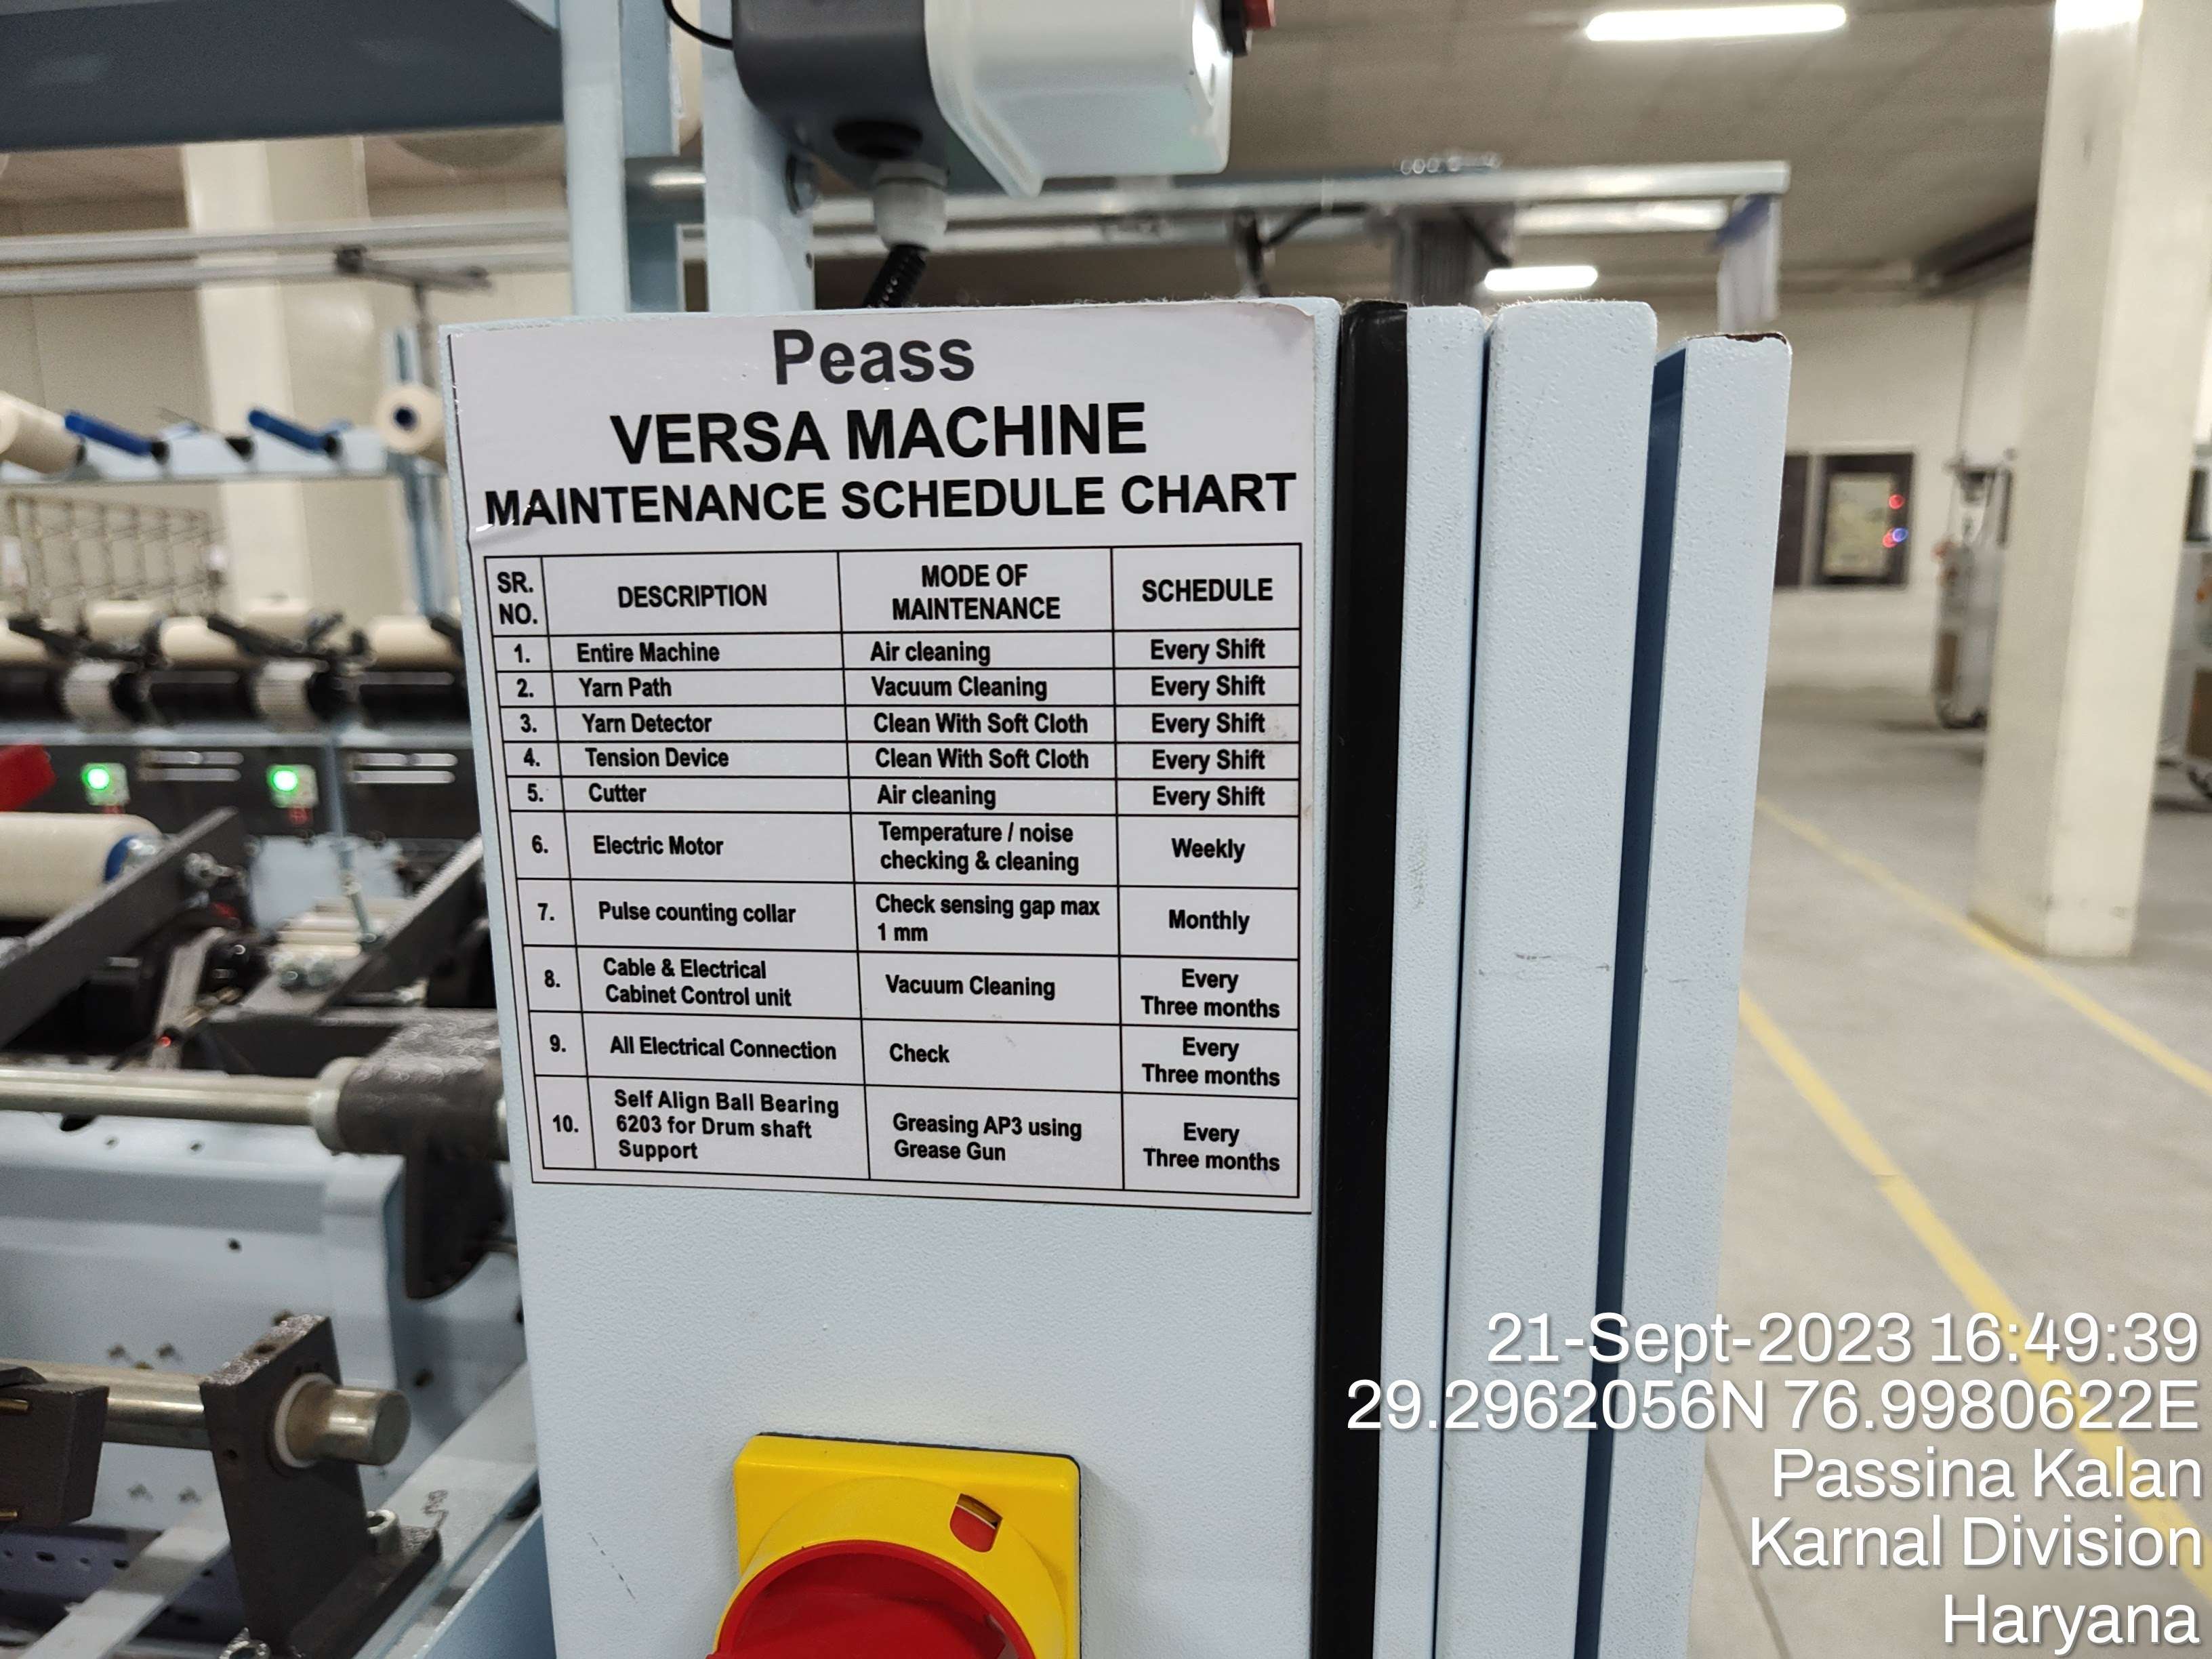 Peass
VERSA MACHINE
MAINTENANCE SCHEDULE CHART
SR. NO. DESCRIPTION MODE OF MAINTENANCE SCHEDULE
1. Entire Machine Air cleaning Every Shift
2. Yarn Path Vacuum Cleaning Every Shift
3. Yarn Detector Clean With Soft Cloth Every Shift
4. Tension Device Clean With Soft Cloth Every Shift
5. Cutter Air cleaning Every Shift
6. Electric Motor Temperature / noise checking & cleaning Weekly
7. Pulse counting collar Check sensing gap max 1 mm Monthly
8. Cable & Electrical Cabinet Control unit Vacuum Cleaning Every Three months
9. All Electrical Connection Check Every Three months
10. Self Align Ball Bearing 6203 for Drum shaft Support Greasing AP3 using Grease Gun Every Three months
21-Sept-2023 16:49:39
29.2962056N 76.9980622E
Passina Kalan
Karnal Division
Haryana